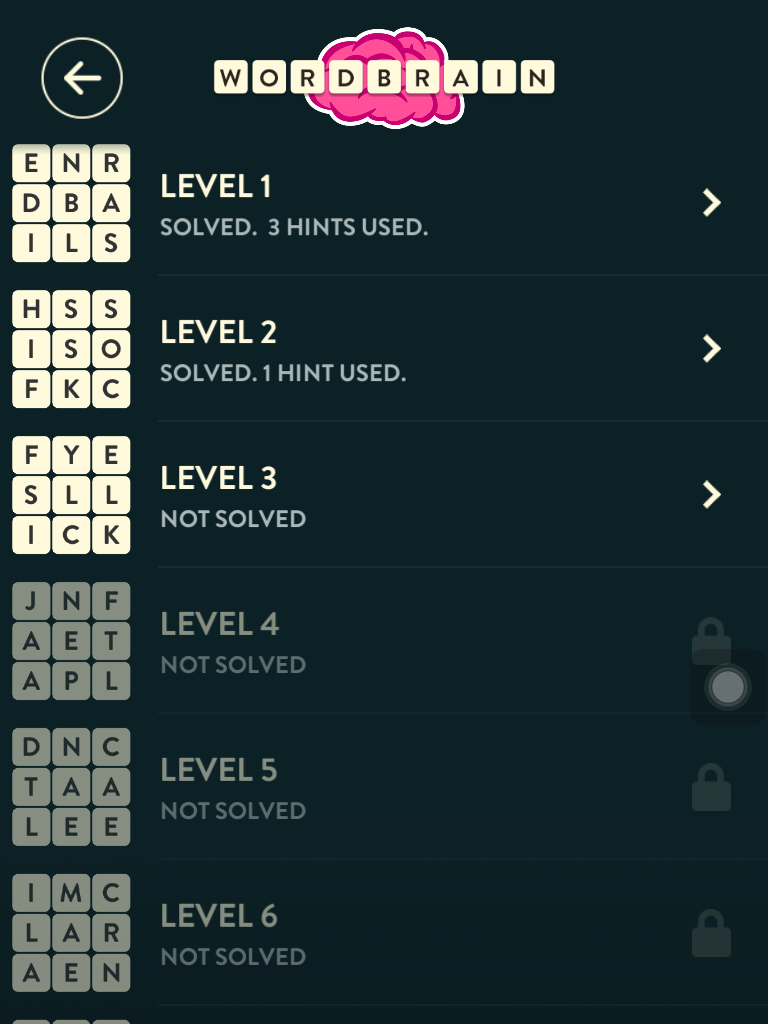 WORDBRAIN
E N R
D B A
I L S
LEVEL 1
SOLVED. 3 HINTS USED.
H S S
I S O
F K C
LEVEL 2
SOLVED. 1 HINT USED.
F Y E
S L L
I C K
LEVEL 3
NOT SOLVED
J N F
A E T
A P L
LEVEL 4
NOT SOLVED
D N C
T A A
L E E
LEVEL 5
NOT SOLVED
I M C
L A R
A E N
LEVEL 6
NOT SOLVED